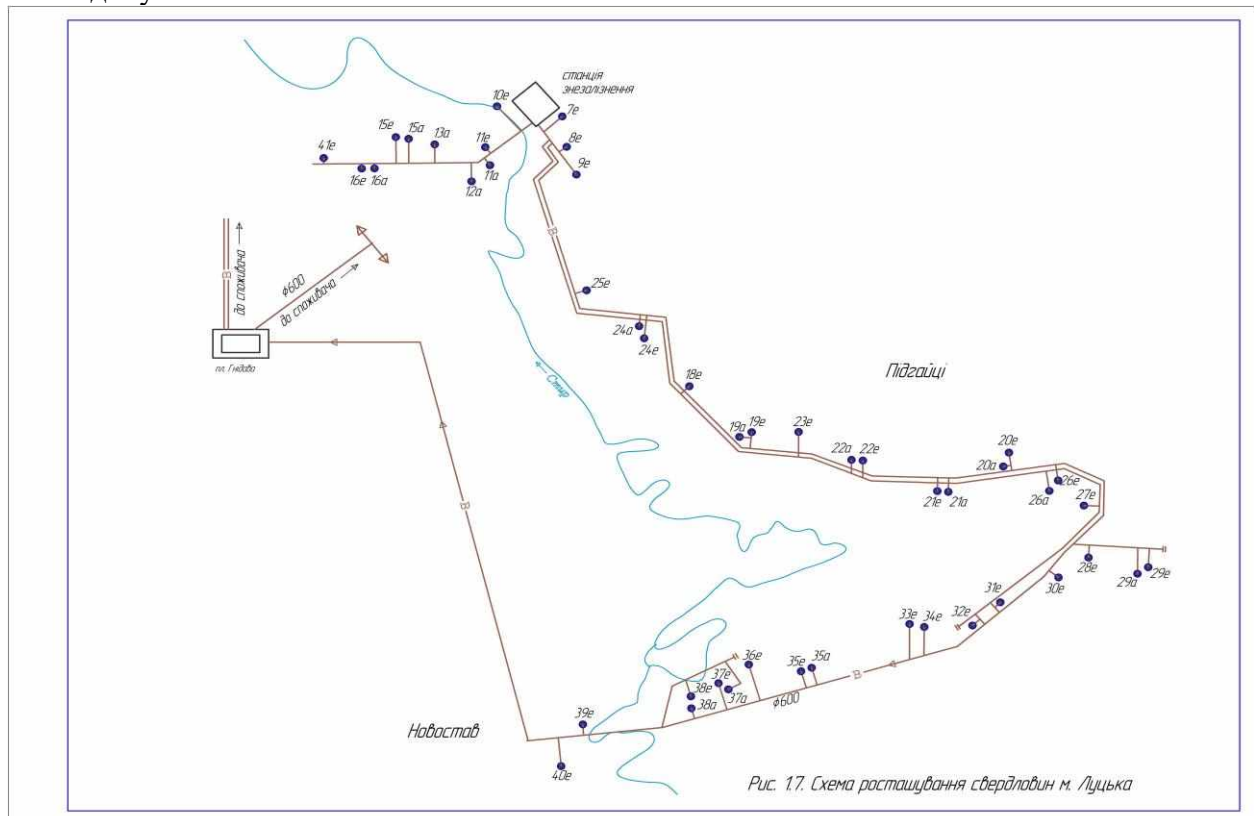 станція
знезалізнення
10е
7е
15е
15а
13а
11е
8е
41е
9е
16е
16а
12а
11а
В
до споживача
ϕ600
до споживача
В
25е
24а
24е
пл. Гнідава
Стир
18е
Підгайці
19а
19е
23е
22а
22е
20е
20а
26е
21е
21а
26а
27е
В
28е
29а
29е
30е
31е
32е
33е
34е
36е
35е
35а
37е
38е
37а
38а
В
ϕ600
39е
Новостав
40е
Рис. 1.7. Схема росташування свердловин м. Луцька